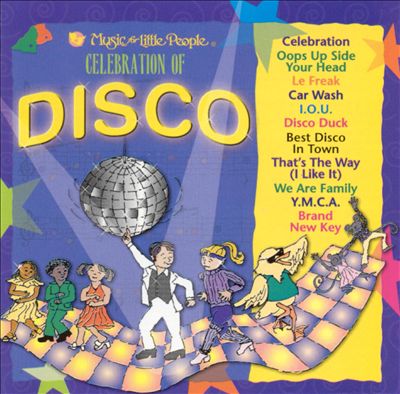 Music for Little People ®
CELEBRATION OF
DISCO
Celebration
Oops Up Side
Your Head
Le Freak
Car Wash
I.O.U.
Disco Duck
Best Disco
In Town
That's The Way
(I Like It)
We Are Family
Y.M.C.A.
Brand
New Key